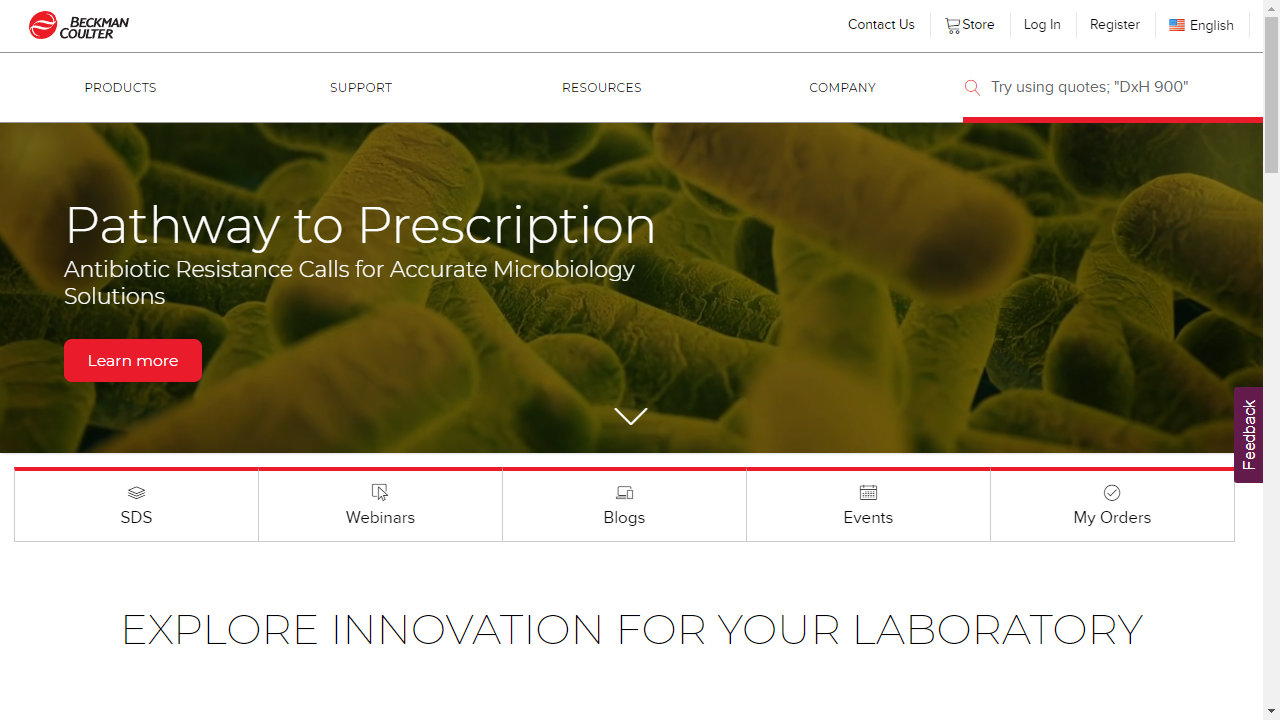 BECKMAN
COULTER
Contact Us
Store
Log In
Register
English
PRODUCTS
SUPPORT
RESOURCES
COMPANY
Try using quotes; "DxH 900"
Pathway to Prescription
Antibiotic Resistance Calls for Accurate Microbiology
Solutions
Learn more
Feedback
SDS
Webinars
Blogs
Events
My Orders
EXPLORE INNOVATION FOR YOUR LABORATORY